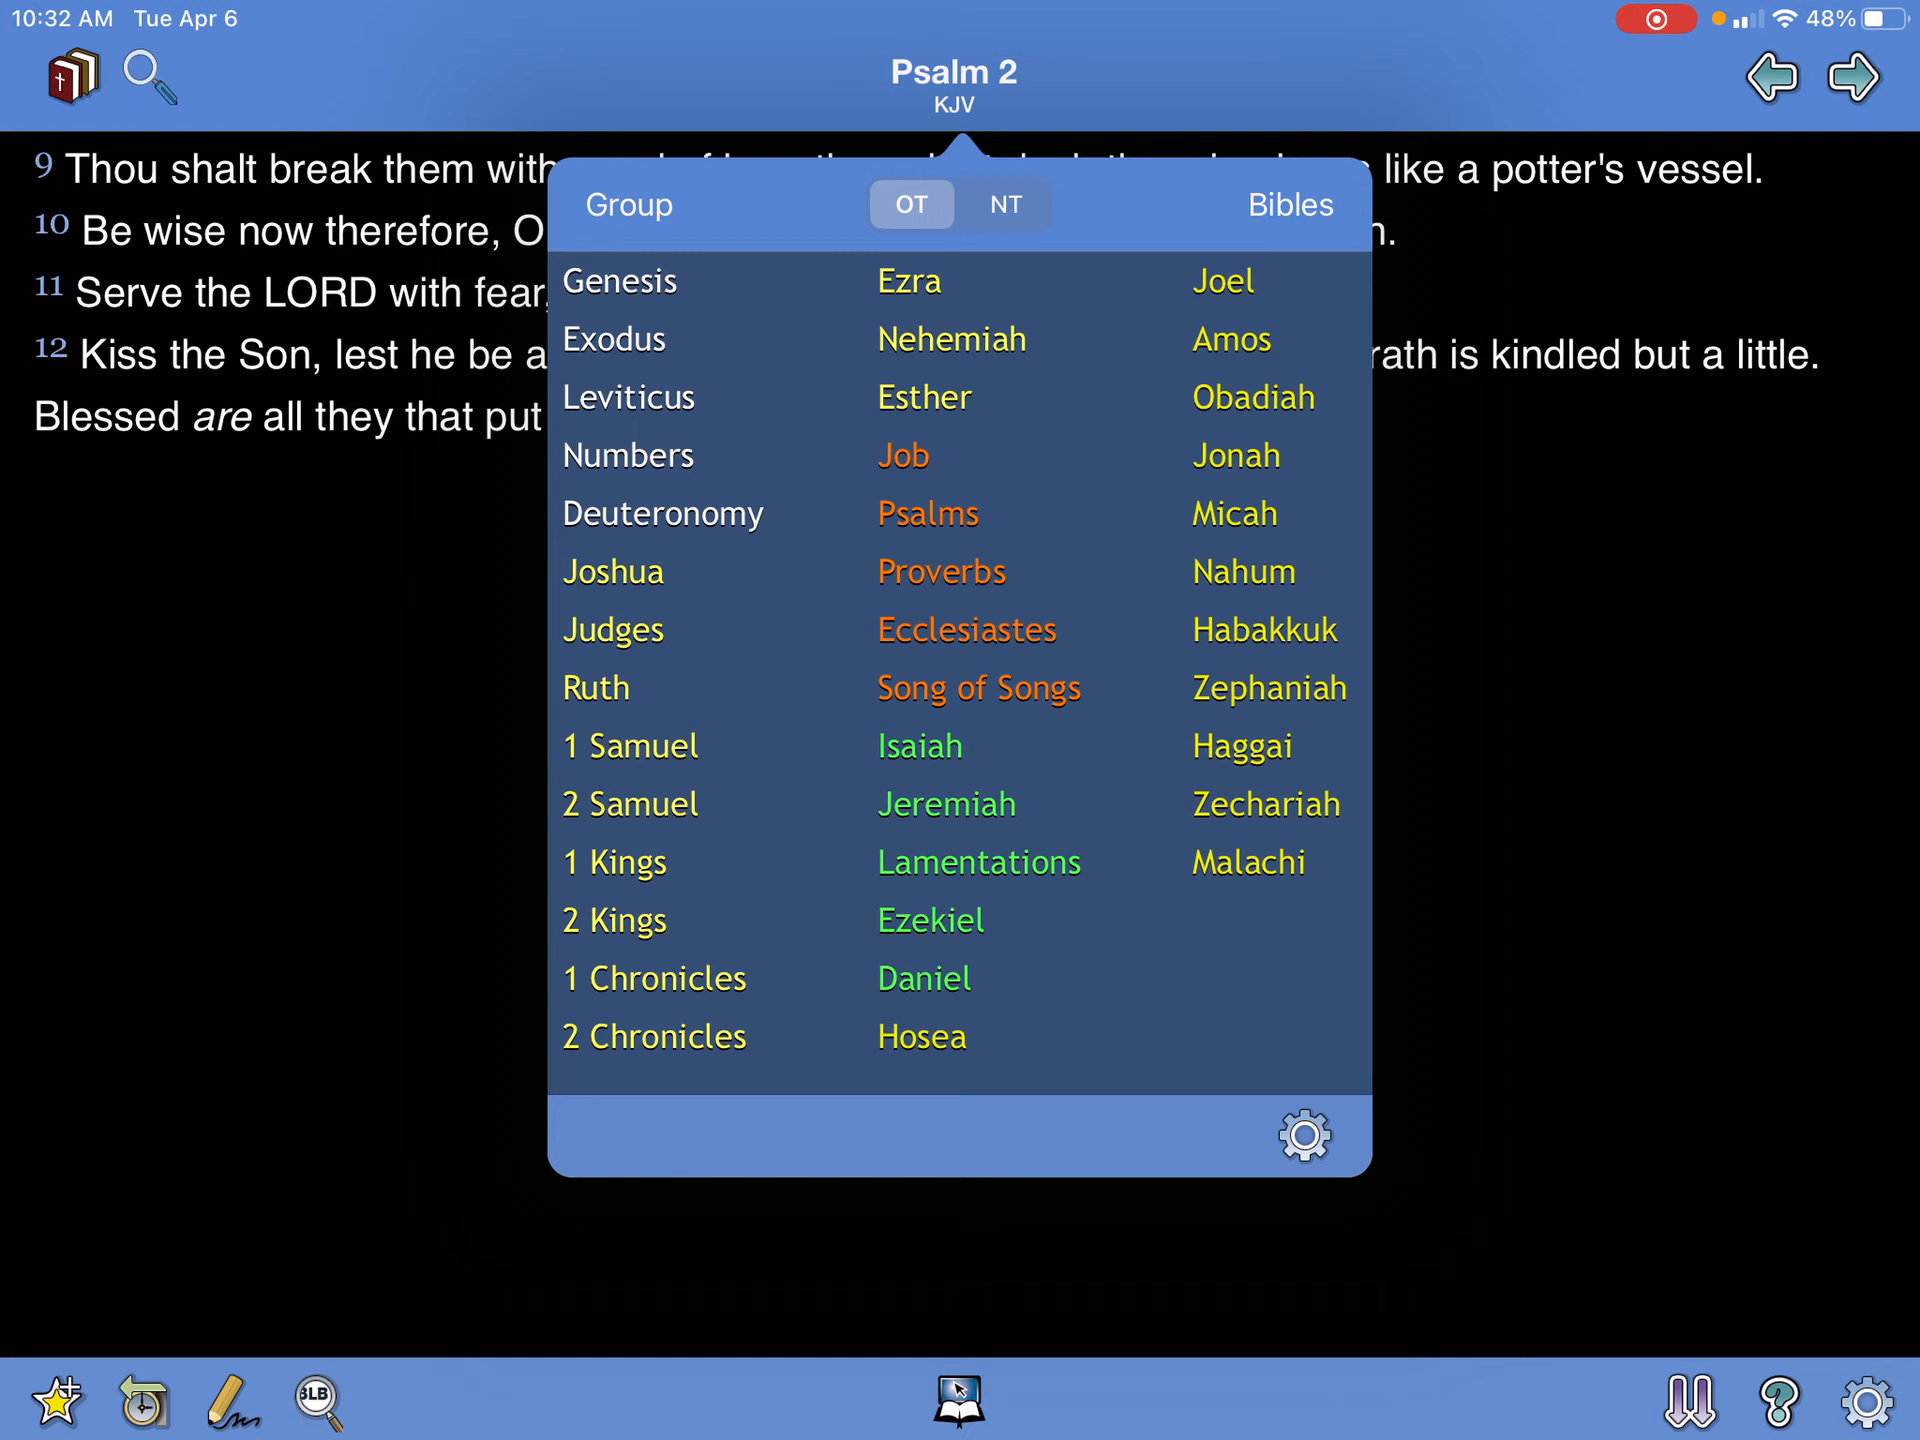 10:32 AM Tue Apr 6
48%
Psalm 2
KJV
9 Thou shalt break them with like a potter's vessel.
10 Be wise now therefore, O
11 Serve the LORD with fear,
12 Kiss the Son, lest he be a rath is kindled but a little.
Blessed are all they that put
Group OT NT Bibles
Genesis Ezra Joel
Exodus Nehemiah Amos
Leviticus Esther Obadiah
Numbers Job Jonah
Deuteronomy Psalms Micah
Joshua Proverbs Nahum
Judges Ecclesiastes Habakkuk
Ruth Song of Songs Zephaniah
1 Samuel Isaiah Haggai
2 Samuel Jeremiah Zechariah
1 Kings Lamentations Malachi
2 Kings Ezekiel
1 Chronicles Daniel
2 Chronicles Hosea
BLB